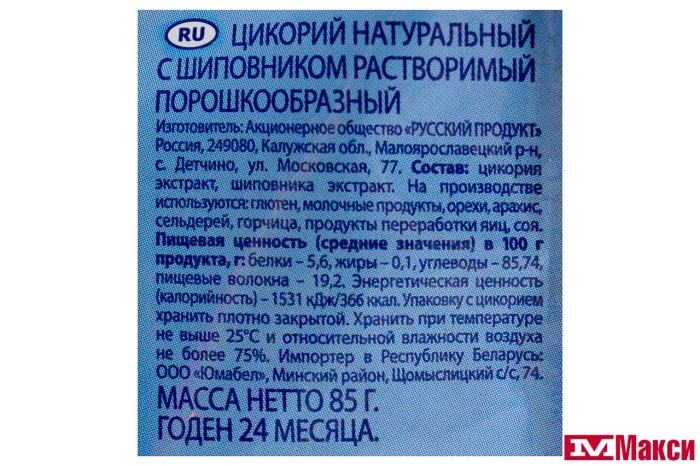 RU ЦИКОРИЙ НАТУРАЛЬНЫЙ
С ШИПОВНИКОМ РАСТВОРИМЫЙ
ПОРОШКООБРАЗНЫЙ
Изготовитель: Акционерное общество «РУССКИЙ ПРОДУКТ»
Россия, 249080, Калужская обл., Малоярославецкий р-н,
с. Детчино, ул. Московская, 77. Состав: цикория
экстракт, шиповника экстракт. На производстве
используются: глютен, молочные продукты, орехи, арахис,
сельдерей, горчица, продукты переработки яиц, соя.
Пищевая ценность (средние значения) в 100 г
продукта, г: белки – 5,6, жиры – 0,1, углеводы – 85,74,
пищевые волокна – 19,2. Энергетическая ценность
(калорийность) – 1531 кДж/366 ккал. Упаковку с цикорием
хранить плотно закрытой. Хранить при температуре
не выше 25°С и относительной влажности воздуха
не более 75%. Импортер в Республику Беларусь:
ООО «Юмабел», Минский район, Щомыслицкий с/с, 74.
МАССА НЕТТО 85 Г.
ГОДЕН 24 МЕСЯЦА.
Макси